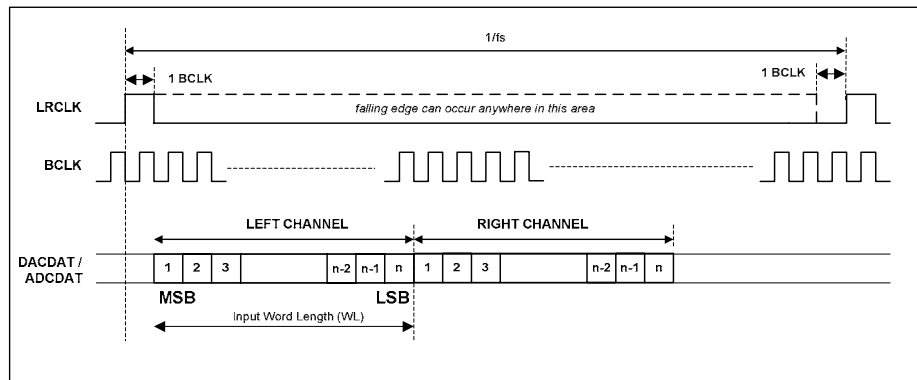 1/fs
1 BCLK
1 BCLK
LRCLK
falling edge can occur anywhere in this area
BCLK
LEFT CHANNEL
RIGHT CHANNEL
DACDAT /
ADCDAT
1 2 3 n-2 n-1 n 1 2 3 n-2 n-1 n
MSB LSB
Input Word Length (WL)